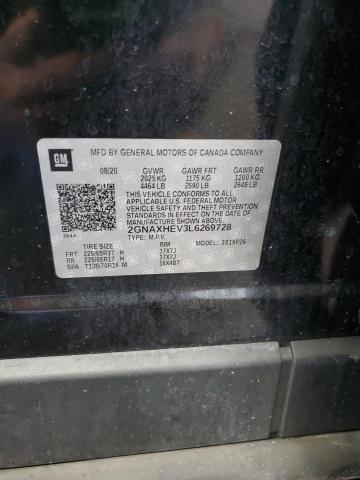 GM
MFD BY GENERAL MOTORS OF CANADA COMPANY
08/20 GVWR GAWR FRT GAWR RR
2025 KG 1175 KG 1200 KG
4464 LB 2590 LB 2645 LB
THIS VEHICLE CONFORMS TO ALL
APPLICABLE U.S. FEDERAL MOTOR
VEHICLE SAFETY AND THEFT PREVENTION
STANDARDS IN EFFECT ON THE DATE OF
MANUFACTURE SHOWN ABOVE.
2GNAXHEV3L6269728
TYPE: M.P.V. MODEL: 381XP26
TIRE SIZE RIM
FRT 225/65R17 H 17X7J
RR 225/65R17 H 17X7J
SPA T135/70R16 M 16X4BT